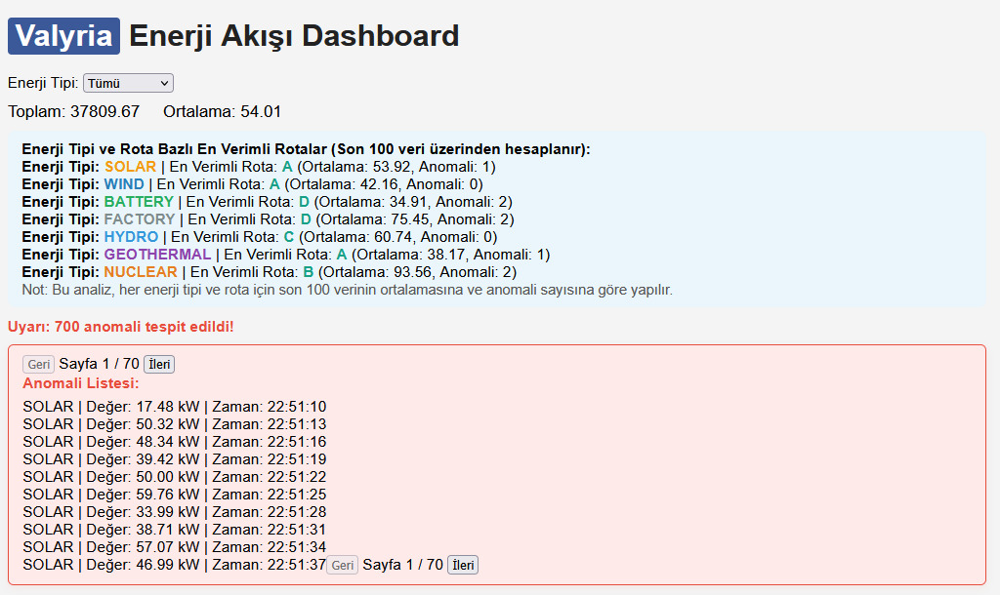 Valyria Enerji Akışı Dashboard
Enerji Tipi: Tümü
Toplam: 37809.67 Ortalama: 54.01
Enerji Tipi ve Rota Bazlı En Verimli Rotalar (Son 100 veri üzerinden hesaplanır):
Enerji Tipi: SOLAR | En Verimli Rota: A (Ortalama: 53.92, Anomali: 1)
Enerji Tipi: WIND | En Verimli Rota: A (Ortalama: 42.16, Anomali: 0)
Enerji Tipi: BATTERY | En Verimli Rota: D (Ortalama: 34.91, Anomali: 2)
Enerji Tipi: FACTORY | En Verimli Rota: D (Ortalama: 75.45, Anomali: 2)
Enerji Tipi: HYDRO | En Verimli Rota: C (Ortalama: 60.74, Anomali: 0)
Enerji Tipi: GEOTHERMAL | En Verimli Rota: A (Ortalama: 38.17, Anomali: 1)
Enerji Tipi: NUCLEAR | En Verimli Rota: B (Ortalama: 93.56, Anomali: 2)
Not: Bu analiz, her enerji tipi ve rota için son 100 verinin ortalamasına ve anomali sayısına göre yapılır.
Uyarı: 700 anomali tespit edildi!
Geri Sayfa 1 / 70 İleri
Anomali Listesi:
SOLAR | Değer: 17.48 kW | Zaman: 22:51:10
SOLAR | Değer: 50.32 kW | Zaman: 22:51:13
SOLAR | Değer: 48.34 kW | Zaman: 22:51:16
SOLAR | Değer: 39.42 kW | Zaman: 22:51:19
SOLAR | Değer: 50.00 kW | Zaman: 22:51:22
SOLAR | Değer: 59.76 kW | Zaman: 22:51:25
SOLAR | Değer: 33.99 kW | Zaman: 22:51:28
SOLAR | Değer: 38.71 kW | Zaman: 22:51:31
SOLAR | Değer: 57.07 kW | Zaman: 22:51:34
SOLAR | Değer: 46.99 kW | Zaman: 22:51:37 Geri Sayfa 1 / 70 İleri